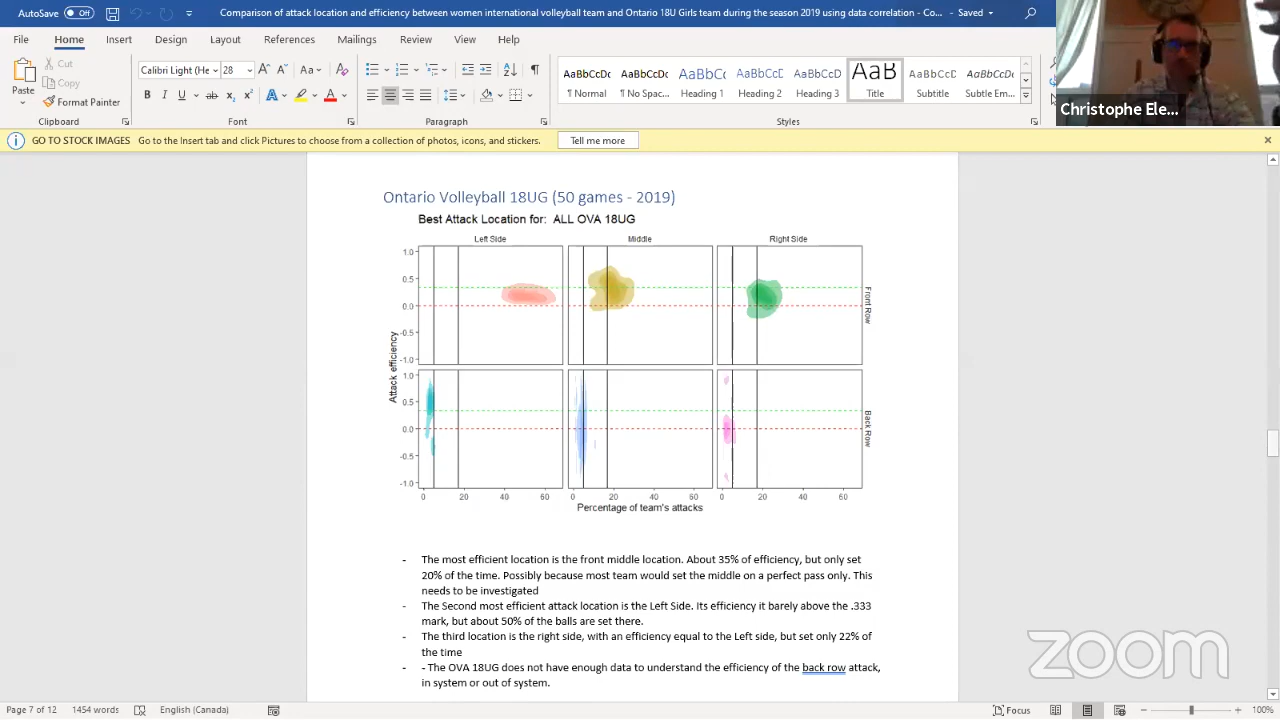 AutoSave Off Comparison of attack location and efficiency between women international volleyball team and Ontario 18U Girls team during the season 2019 using data correlation - Co... - Saved
File Home Insert Design Layout References Mailings Review View Help
Paste Cut Copy Format Painter
Calibri Light (He 28
AaBbCcDc AaBbCcDc AaBbCc AaBbCcD AaBbCcD AaB AaBbCcD AaBbCcD
¶ Normal ¶ No Spac... Heading 1 Heading 2 Heading 3 Title Subtitle Subtle Em...
Clipboard Font Paragraph Styles
Christophe Ele...
GO TO STOCK IMAGES Go to the Insert tab and click Pictures to choose from a collection of photos, icons, and stickers. Tell me more
Ontario Volleyball 18UG (50 games - 2019)
Best Attack Location for: ALL OVA 18UG
Left Side Middle Right Side
1.0
0.5
0.0
-0.5
-1.0
Front Row
Attack efficiency
1.0
0.5
0.0
-0.5
-1.0
Back Row
0 20 40 60 0 20 40 60 0 20 40 60
Percentage of team's attacks
- The most efficient location is the front middle location. About 35% of efficiency, but only set
20% of the time. Possibly because most team would set the middle on a perfect pass only. This
needs to be investigated
- The Second most efficient attack location is the Left Side. Its efficiency it barely above the .333
mark, but about 50% of the balls are set there.
- The third location is the right side, with an efficiency equal to the Left side, but set only 22% of
the time
- - The OVA 18UG does not have enough data to understand the efficiency of the back row attack,
in system or out of system.
zoom
Page 7 of 12 1454 words English (Canada) Focus 100%